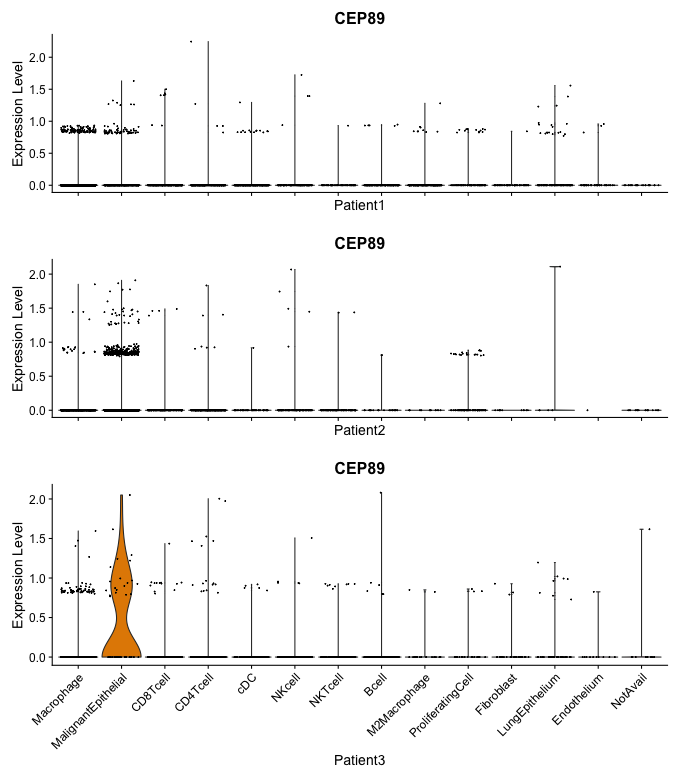 CEP89
Expression Level
2.0
1.5
1.0
0.5
0.0
Patient1
CEP89
Expression Level
2.0
1.5
1.0
0.5
0.0
Patient2
CEP89
Expression Level
2.0
1.5
1.0
0.5
0.0
Macrophage
MalignantEpithelial
CD8Tcell
CD4Tcell
cDC
NKcell
NKTcell
Bcell
M2Macrophage
ProliferatingCell
Fibroblast
LungEpithelium
Endothelium
NotAvail
Patient3